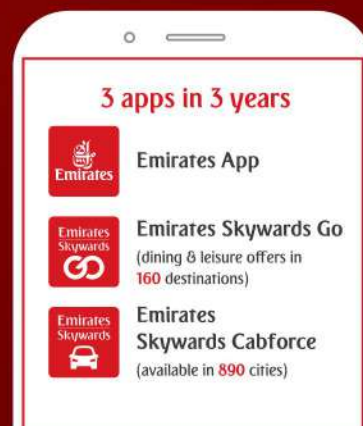 3 apps in 3 years
Emirates
Emirates App
Emirates
Skywards
GO
Emirates Skywards Go
(dining & leisure offers in
160 destinations)
Emirates
Skywards
Emirates
Skywards Cabforce
(available in 890 cities)